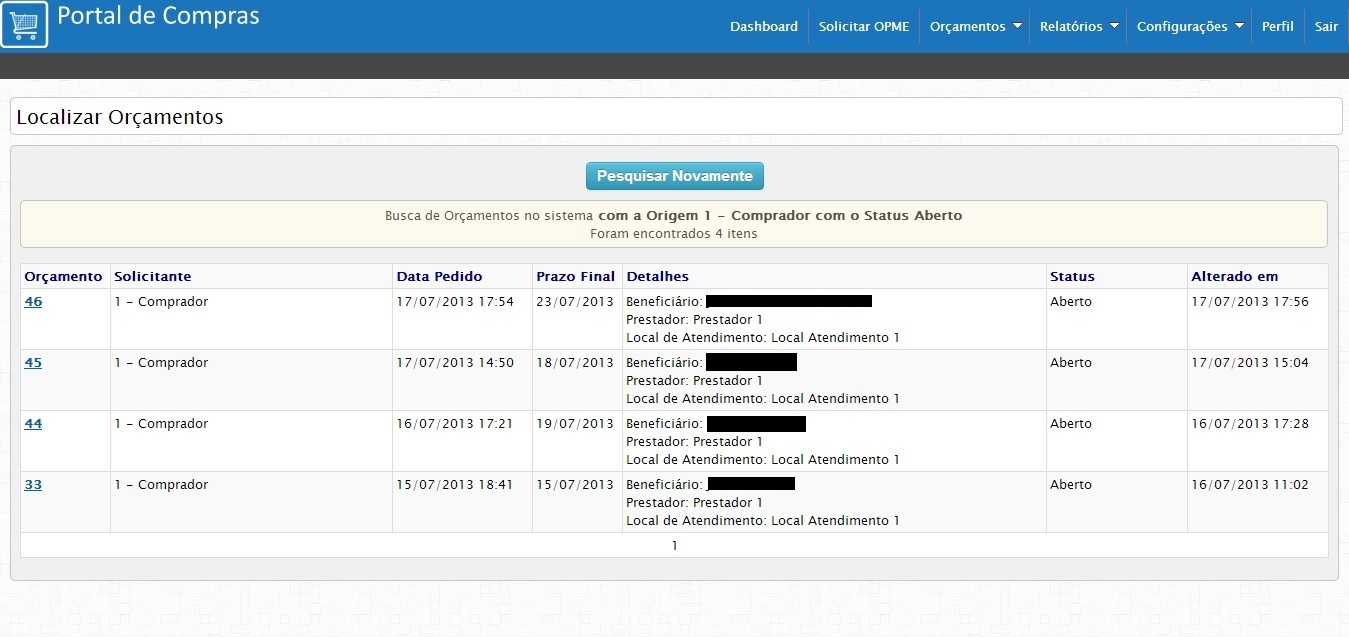 Portal de Compras
Dashboard Solicitar OPME Orçamentos Relatórios Configurações Perfil Sair
Localizar Orçamentos
Pesquisar Novamente
Busca de Orçamentos no sistema com a Origem 1 - Comprador com o Status Aberto
Foram encontrados 4 itens
Orçamento Solicitante Data Pedido Prazo Final Detalhes Status Alterado em
46 1 - Comprador 17/07/2013 17:54 23/07/2013 Beneficiário: Aberto 17/07/2013 17:56
Prestador: Prestador 1
Local de Atendimento: Local Atendimento 1
45 1 - Comprador 17/07/2013 14:50 18/07/2013 Beneficiário: Aberto 17/07/2013 15:04
Prestador: Prestador 1
Local de Atendimento: Local Atendimento 1
44 1 - Comprador 16/07/2013 17:21 19/07/2013 Beneficiário: Aberto 16/07/2013 17:28
Prestador: Prestador 1
Local de Atendimento: Local Atendimento 1
33 1 - Comprador 15/07/2013 18:41 15/07/2013 Beneficiário: Aberto 16/07/2013 11:02
Prestador: Prestador 1
Local de Atendimento: Local Atendimento 1
1